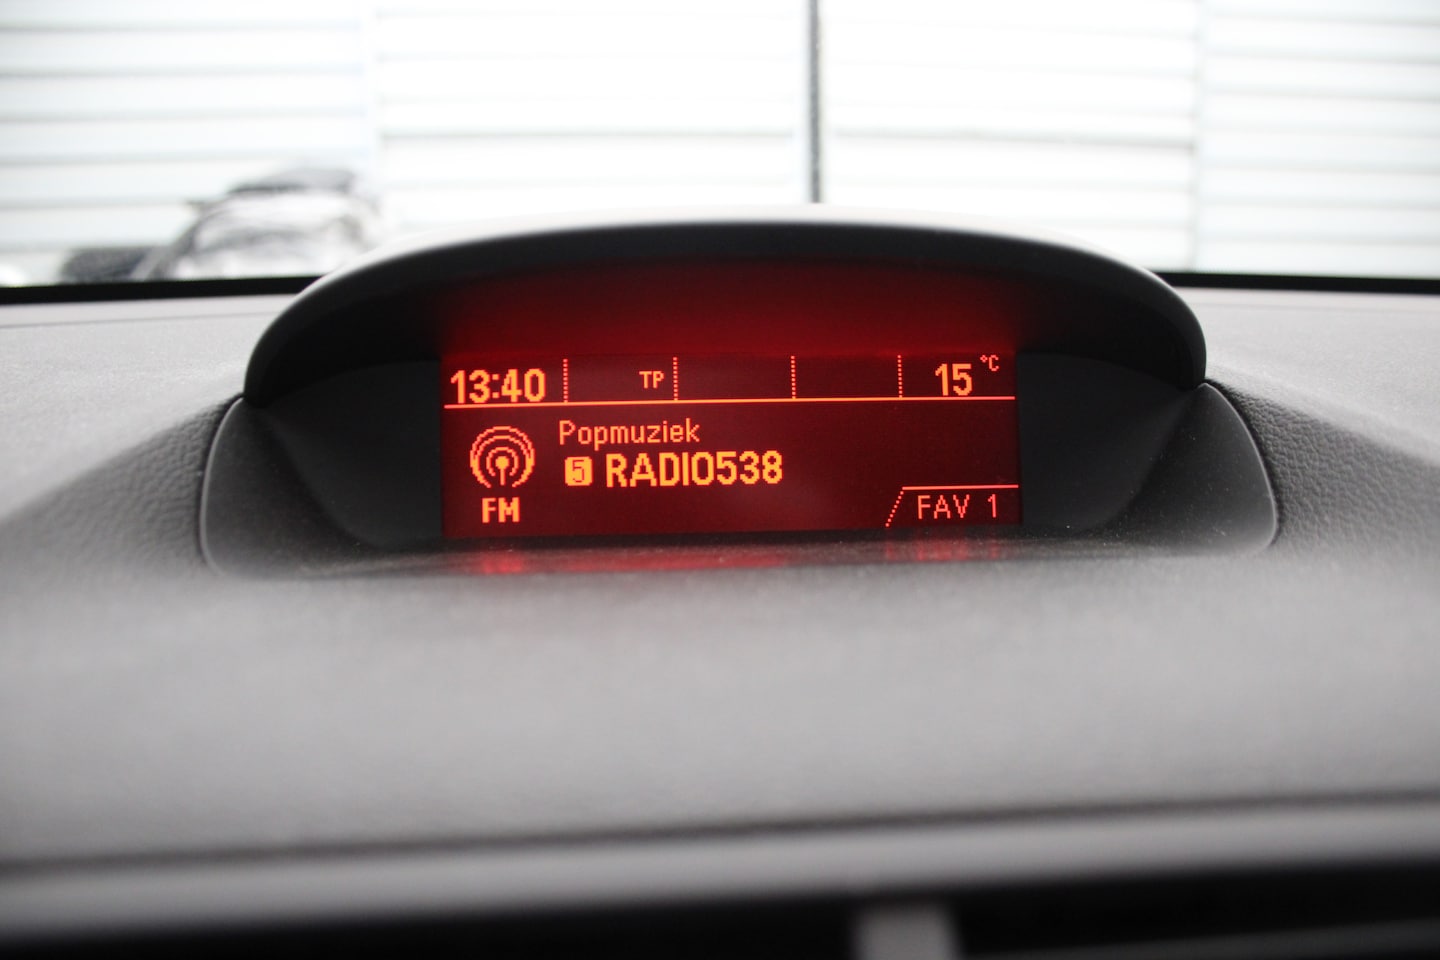 13:40 TP 15 °C
Popmuziek
5 RADIO538
FM
FAV 1